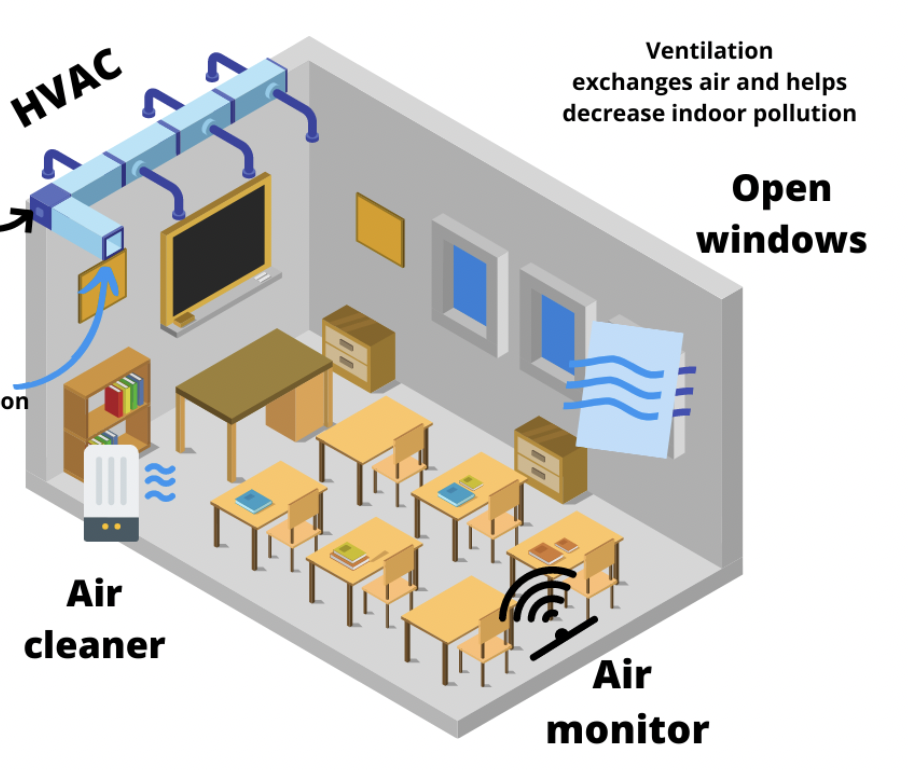 HVAC
Ventilation
exchanges air and helps
decrease indoor pollution
Open
windows
on
Air
cleaner
Air
monitor